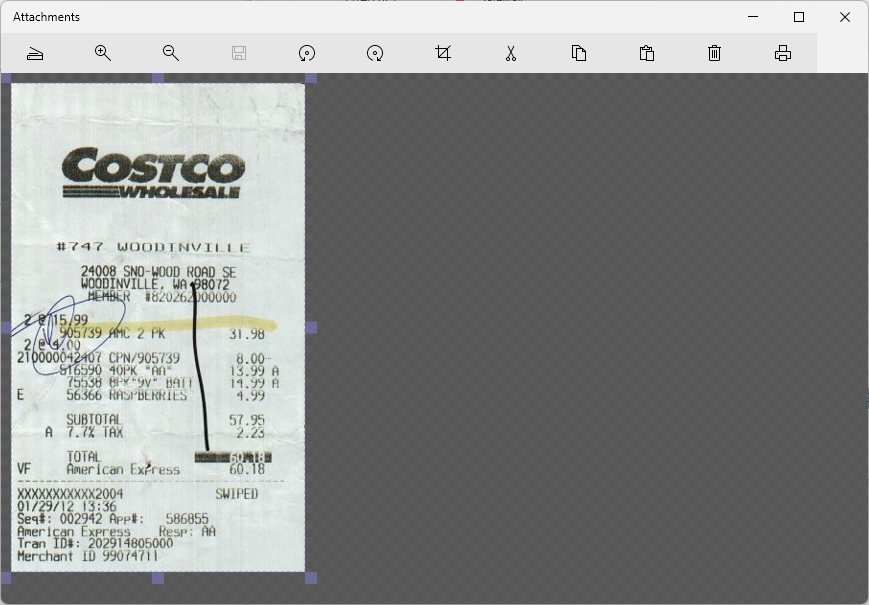 Attachments
COSTCO
WHOLESALE
#747 WOODINVILLE
24008 SNO-WOOD ROAD SE
WOODINVILLE, WA 98072
MEMBER #820262000000
2 @ 15.99
905739 AMC 2 PK 31.98
2 @ 4.00
210000042407 CPN/905739 8.00-
516590 40PK "AA" 13.99 A
75538 8PK"9V" BATT 14.99 A
E 56366 RASPBERRIES 4.99
SUBTOTAL 57.95
A 7.7% TAX 2.23
TOTAL 60.18
VF American Express 60.18
XXXXXXXXXXX2004 SWIPED
01/29/12 13:36
Seq#: 002942 App#: 586855
American Express Resp: AA
Tran ID#: 202914805000
Merchant ID 99074711